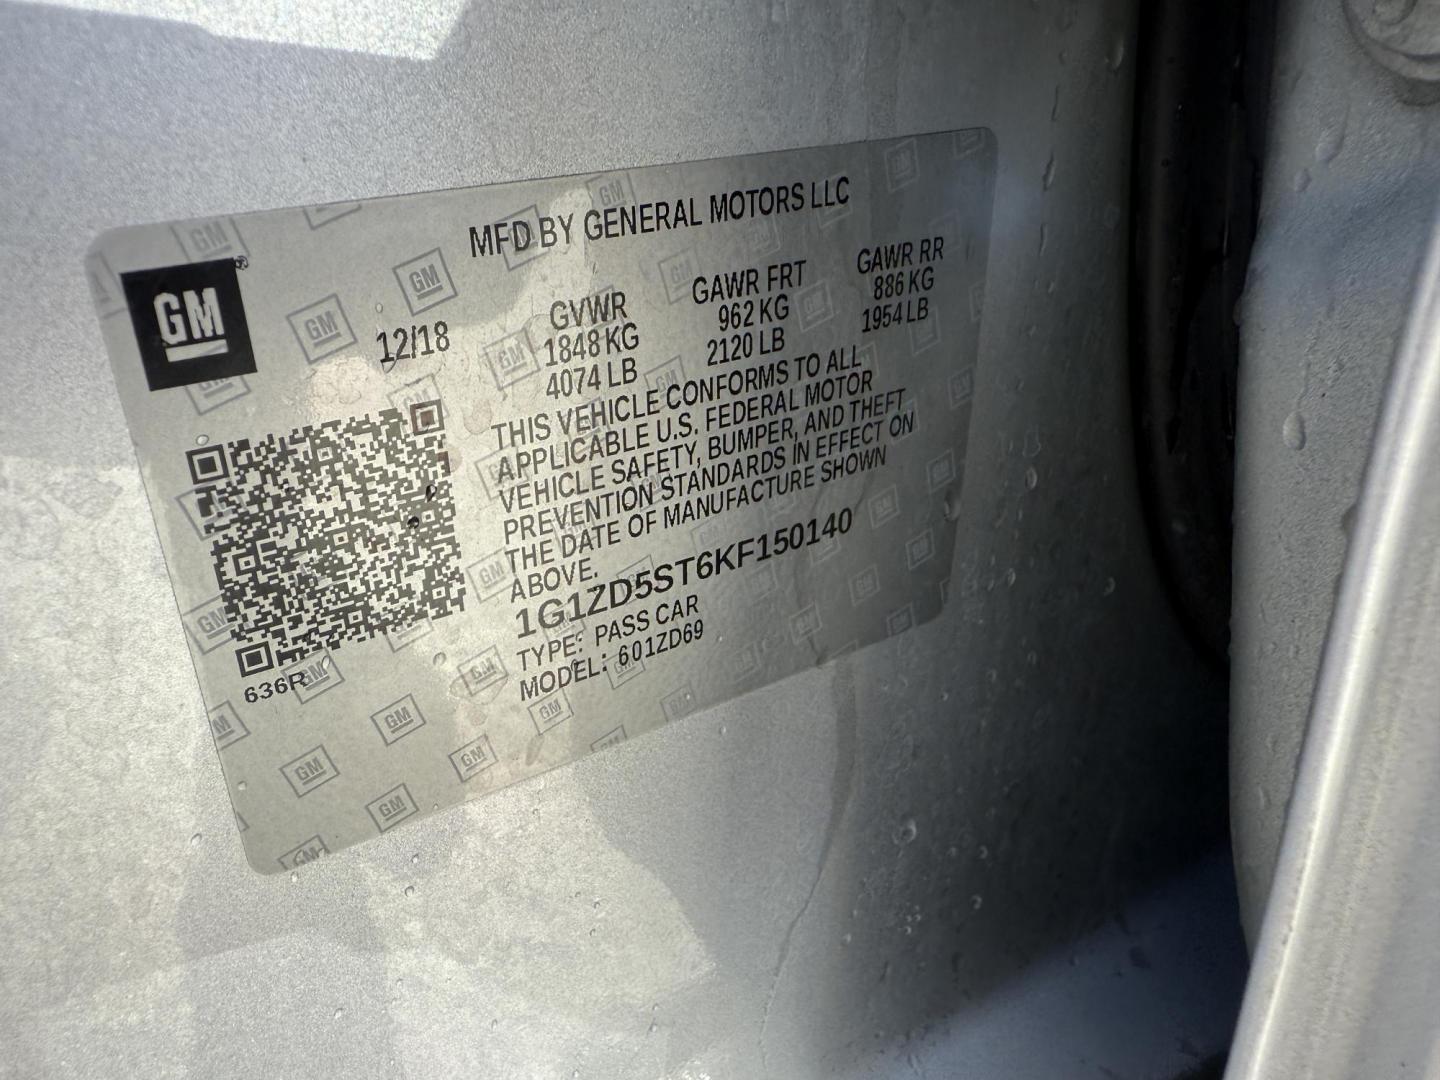 MFD BY GENERAL MOTORS LLC
GM®
12/18
GVWR GAWR FRT GAWR RR
1848 KG 962 KG 886 KG
4074 LB 2120 LB 1954 LB
THIS VEHICLE CONFORMS TO ALL
APPLICABLE U.S. FEDERAL MOTOR
VEHICLE SAFETY, BUMPER, AND THEFT
PREVENTION STANDARDS IN EFFECT ON
THE DATE OF MANUFACTURE SHOWN
ABOVE.
1G1ZD5ST6KF150140
TYPE: PASS CAR
MODEL: 601ZD69
636R